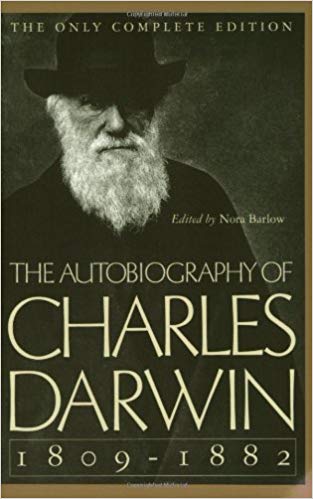 THE ONLY COMPLETE EDITION
Edited by Nora Barlow
THE AUTOBIOGRAPHY OF
CHARLES
DARWIN
1809-1882